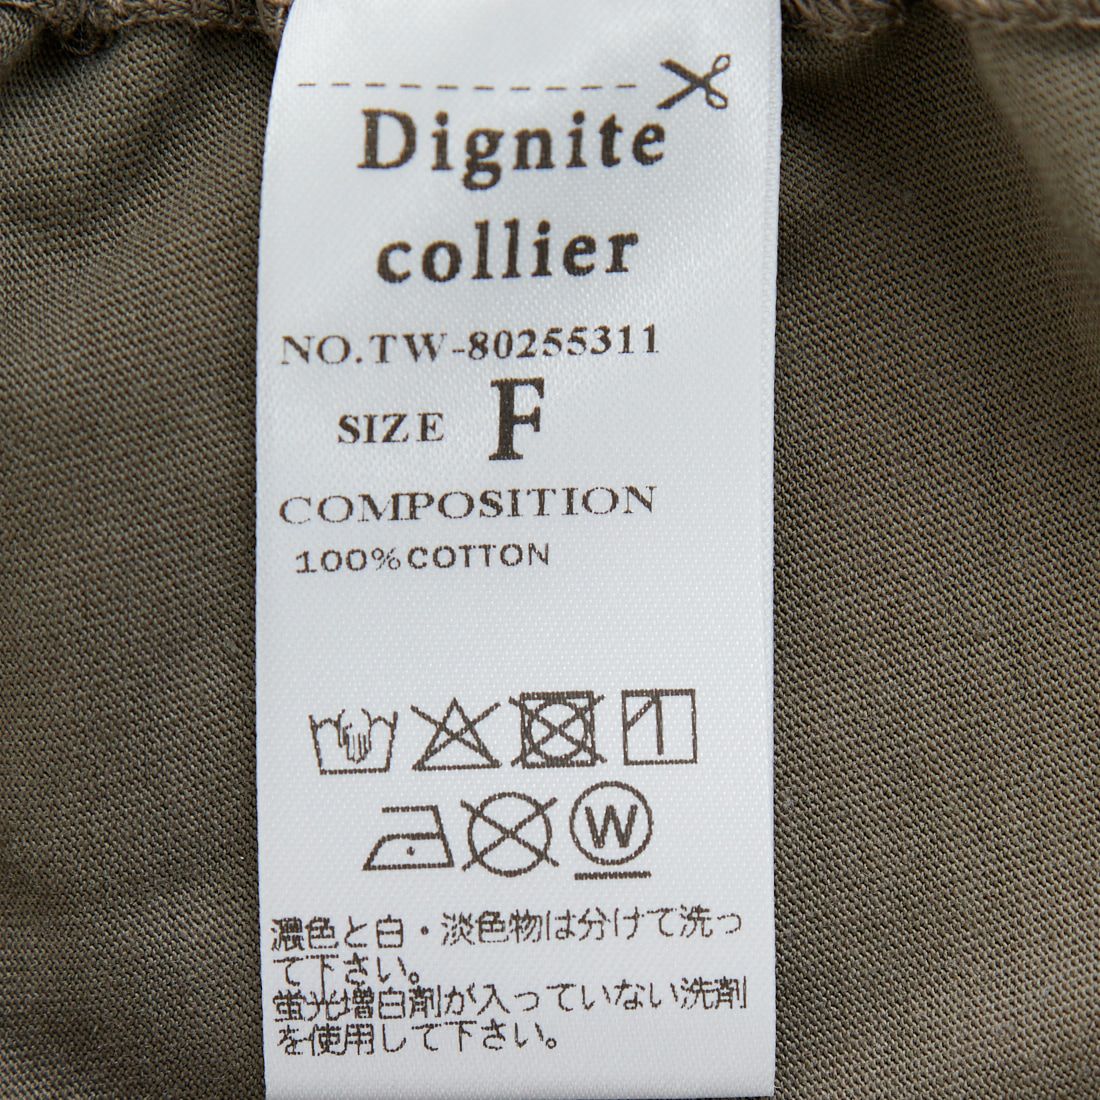 Dignite
collier
NO.TW-80255311
SIZE F
COMPOSITION
100%COTTON
W
濃色と白・淡色物は分けて洗っ
て下さい。
蛍光増白剤が入っていない洗剤
を使用して下さい。